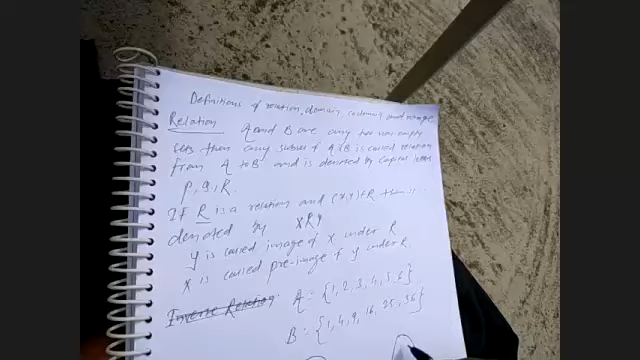 Definitions of relation, domain, codomain and range
Relation A and B are any two non-empty
sets then any subset of A×B is called relation
from A to B and is denoted by capital letters
P, Q, R.
If R is a relation and (x,y)∈R then it is
denoted by xRy
y is called image of x under R
x is called pre-image of y under R.
Inverse Relation: A = {1, 2, 3, 4, 5, 6}
B = {1, 4, 9, 16, 25, 36}